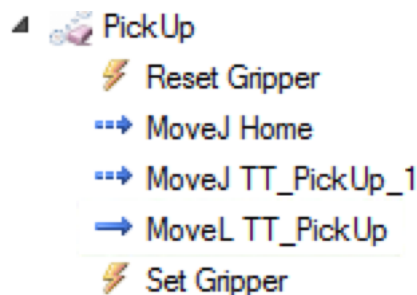 PickUp
Reset Gripper
MoveJ Home
MoveJ TT_PickUp_1
MoveL TT_PickUp
Set Gripper